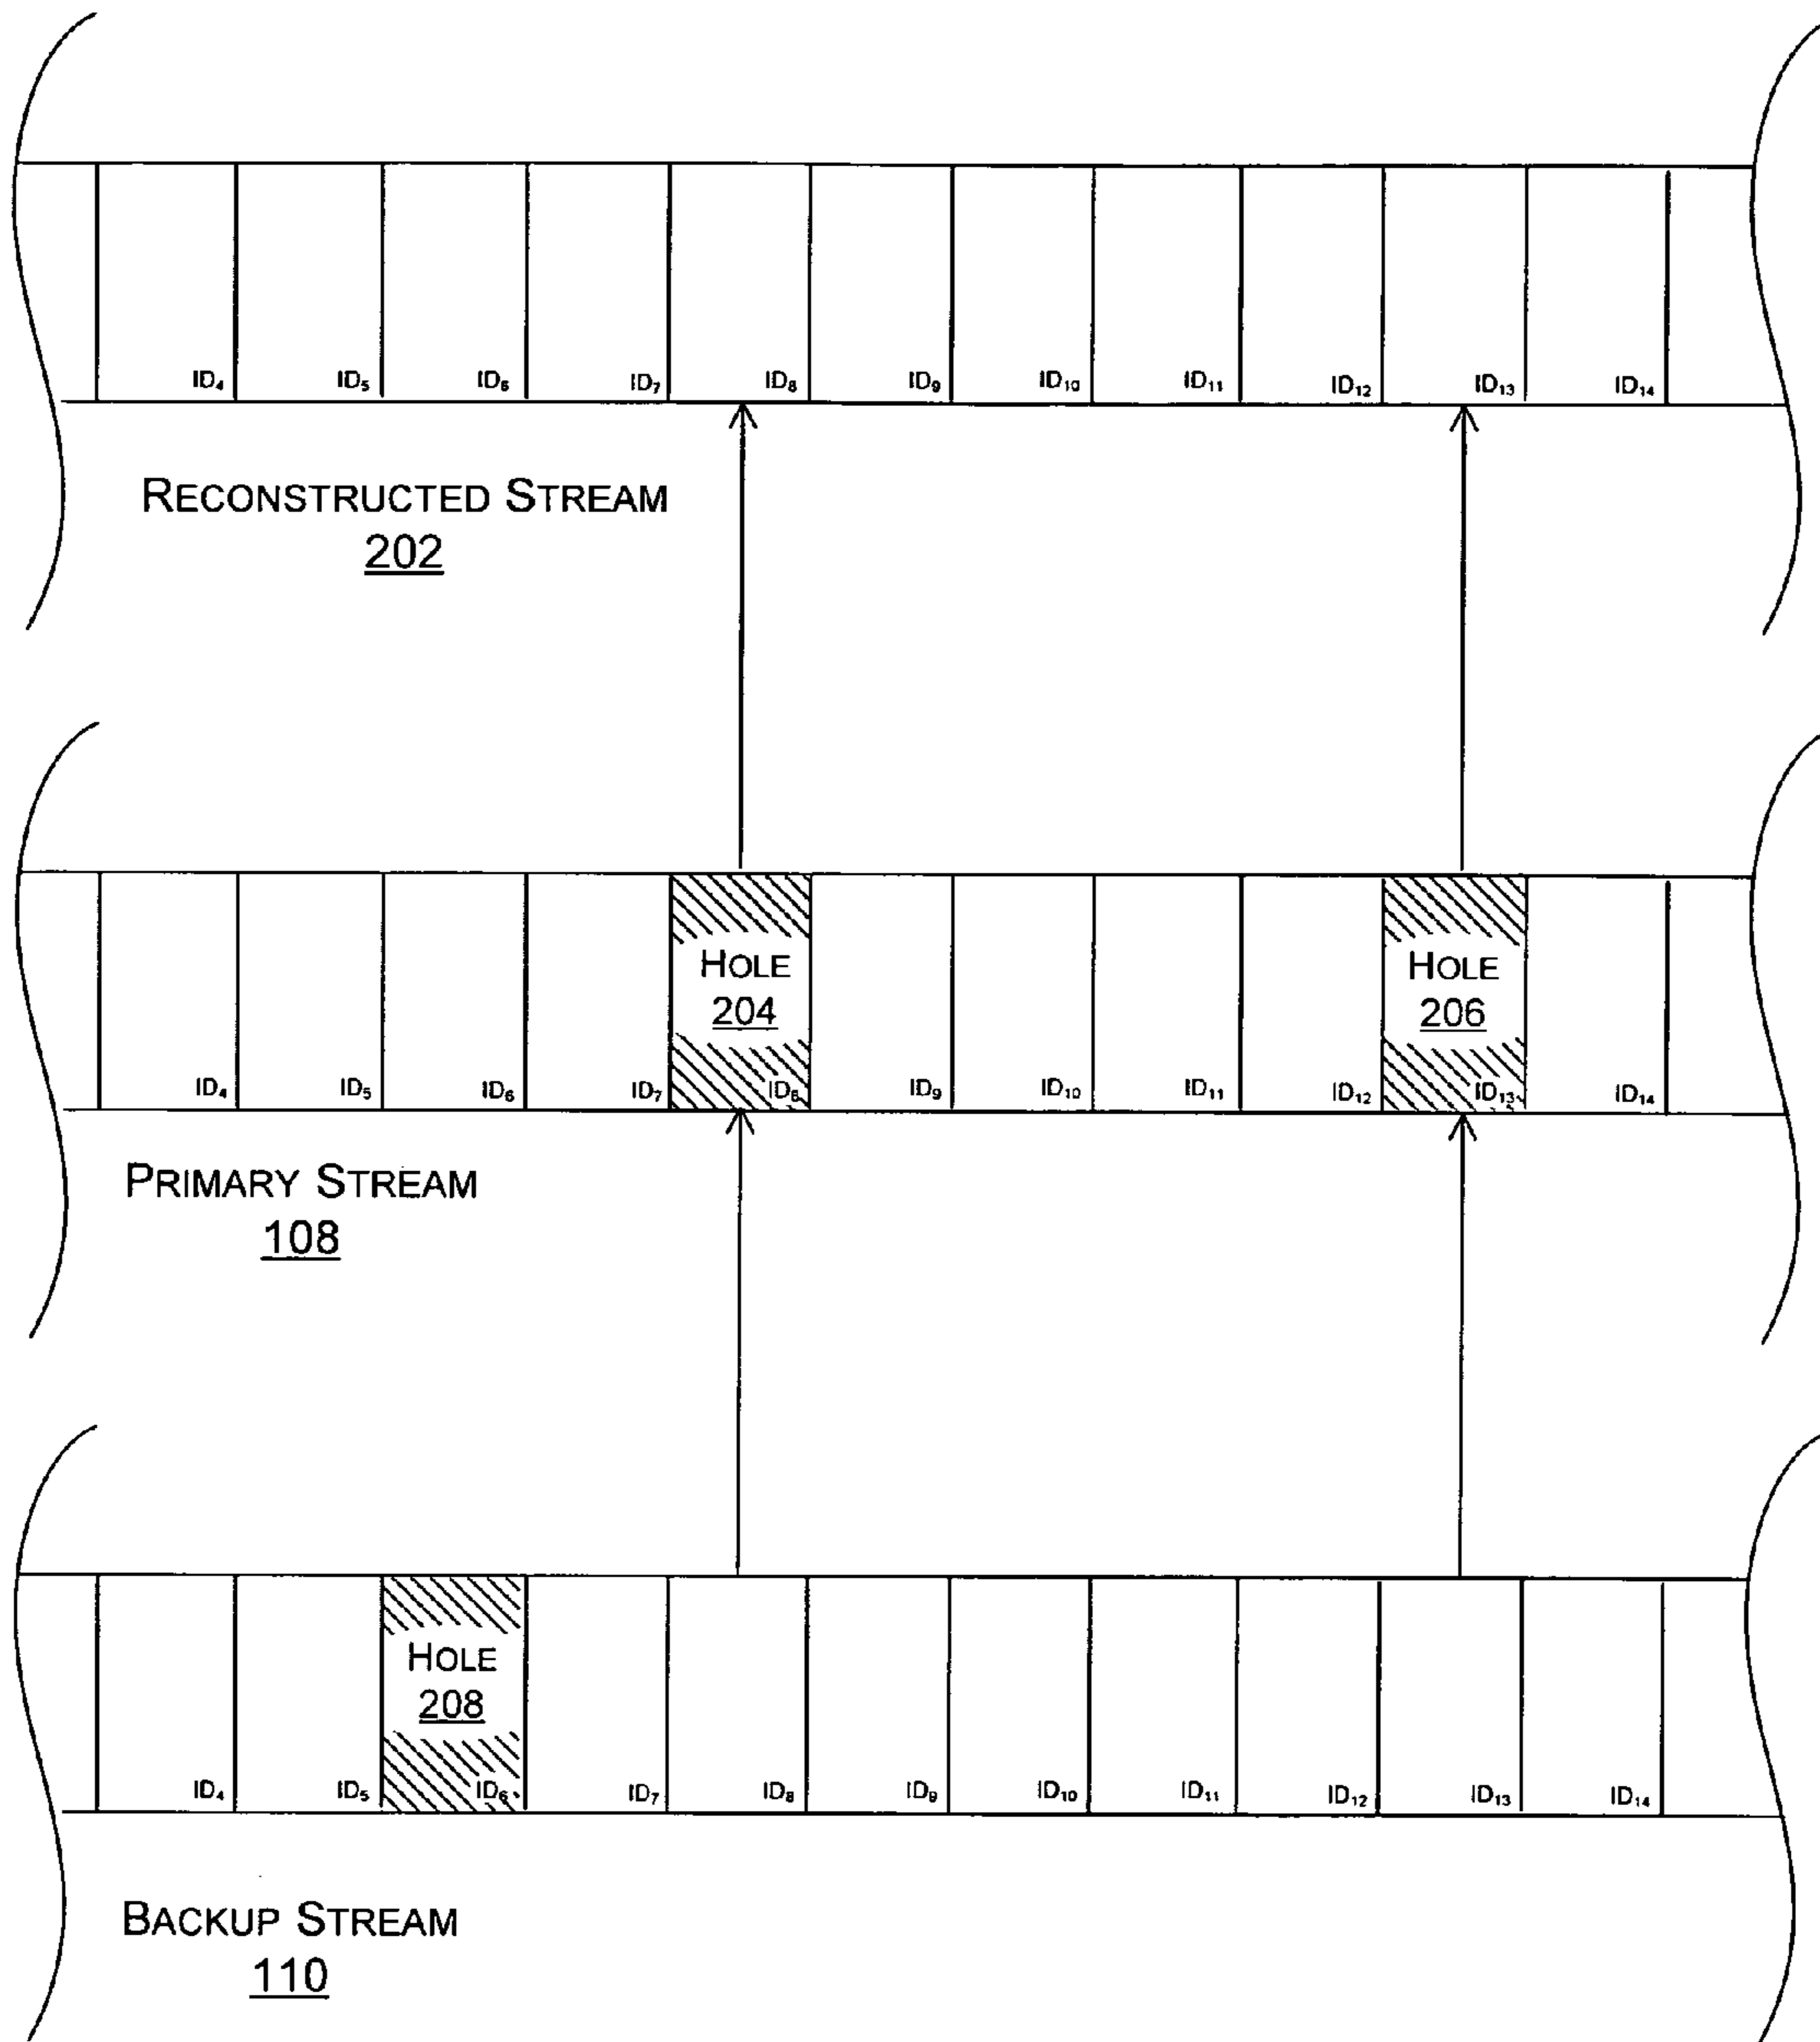 ID₄ ID₅ ID₆ ID₇ ID₈ ID₉ ID₁₀ ID₁₁ ID₁₂ ID₁₃ ID₁₄
RECONSTRUCTED STREAM
202
HOLE
204
HOLE
206
ID₄ ID₅ ID₆ ID₇ ID₈ ID₉ ID₁₀ ID₁₁ ID₁₂ ID₁₃ ID₁₄
PRIMARY STREAM
108
HOLE
208
ID₄ ID₅ ID₆ ID₇ ID₈ ID₉ ID₁₀ ID₁₁ ID₁₂ ID₁₃ ID₁₄
BACKUP STREAM
110